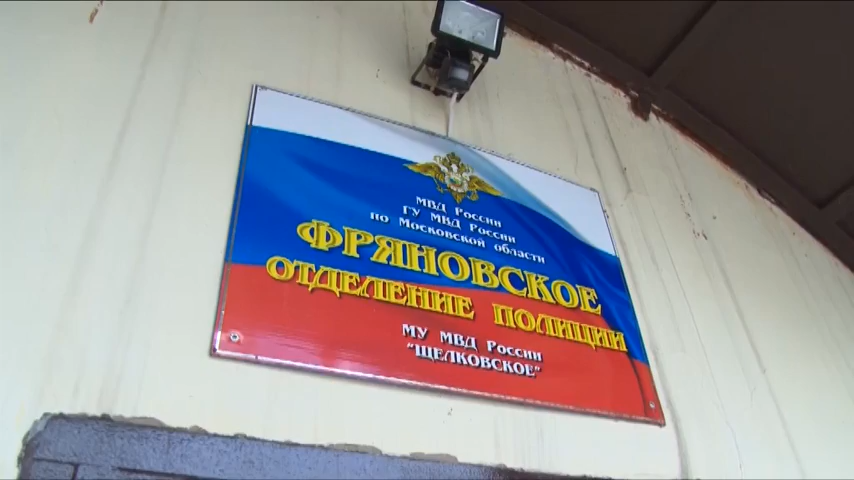 МВД России
ГУ МВД России
по Московской области
ФРЯНОВСКОЕ
ОТДЕЛЕНИЕ ПОЛИЦИИ
МУ МВД России
"ЩЕЛКОВСКОЕ"